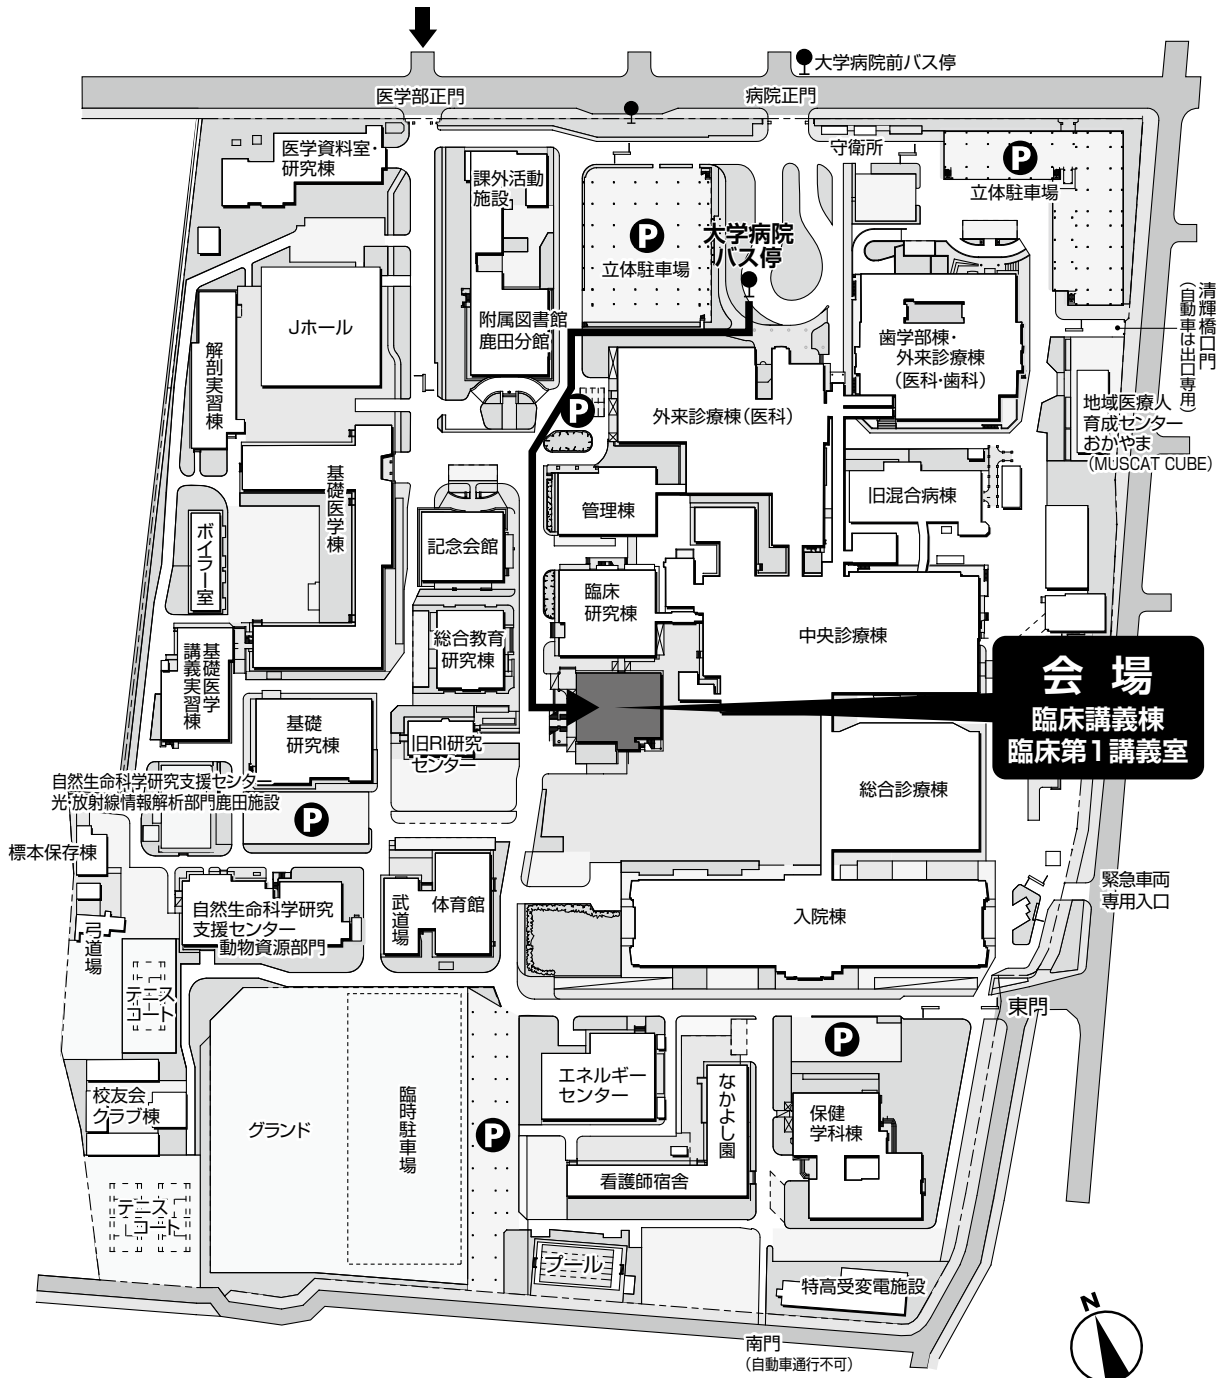 大学病院前バス停
医学部正門
病院正門
守衛所
医学資料室・
研究棟
課外活動
施設
P
立体駐車場
P
立体駐車場
大学病院
バス停
清輝橋口門
(自動車は出口専用)
Jホール
附属図書館
鹿田分館
歯学部棟・
外来診療棟
(医科・歯科)
解剖実習棟
P
外来診療棟(医科)
地域医療人
育成センター
おかやま
(MUSCAT CUBE)
基礎医学棟
管理棟
旧混合病棟
ボイラー室
記念会館
臨床
研究棟
中央診療棟
総合教育
研究棟
基礎医学
講義実習棟
会場
臨床講義棟
臨床第1講義室
基礎
研究棟
旧RI研究
センター
自然生命科学研究支援センター
光・放射線情報解析部門鹿田施設
P
総合診療棟
標本保存棟
緊急車両
専用入口
自然生命科学研究
支援センター
動物資源部門
武道場
体育館
入院棟
弓道場
テニス
コート
東門
P
エネルギー
センター
なかよし園
校友会
クラブ棟
グランド
臨時駐車場
P
保健
学科棟
看護師宿舎
テニス
コート
プール
特高受変電施設
南門
(自動車通行不可)
N